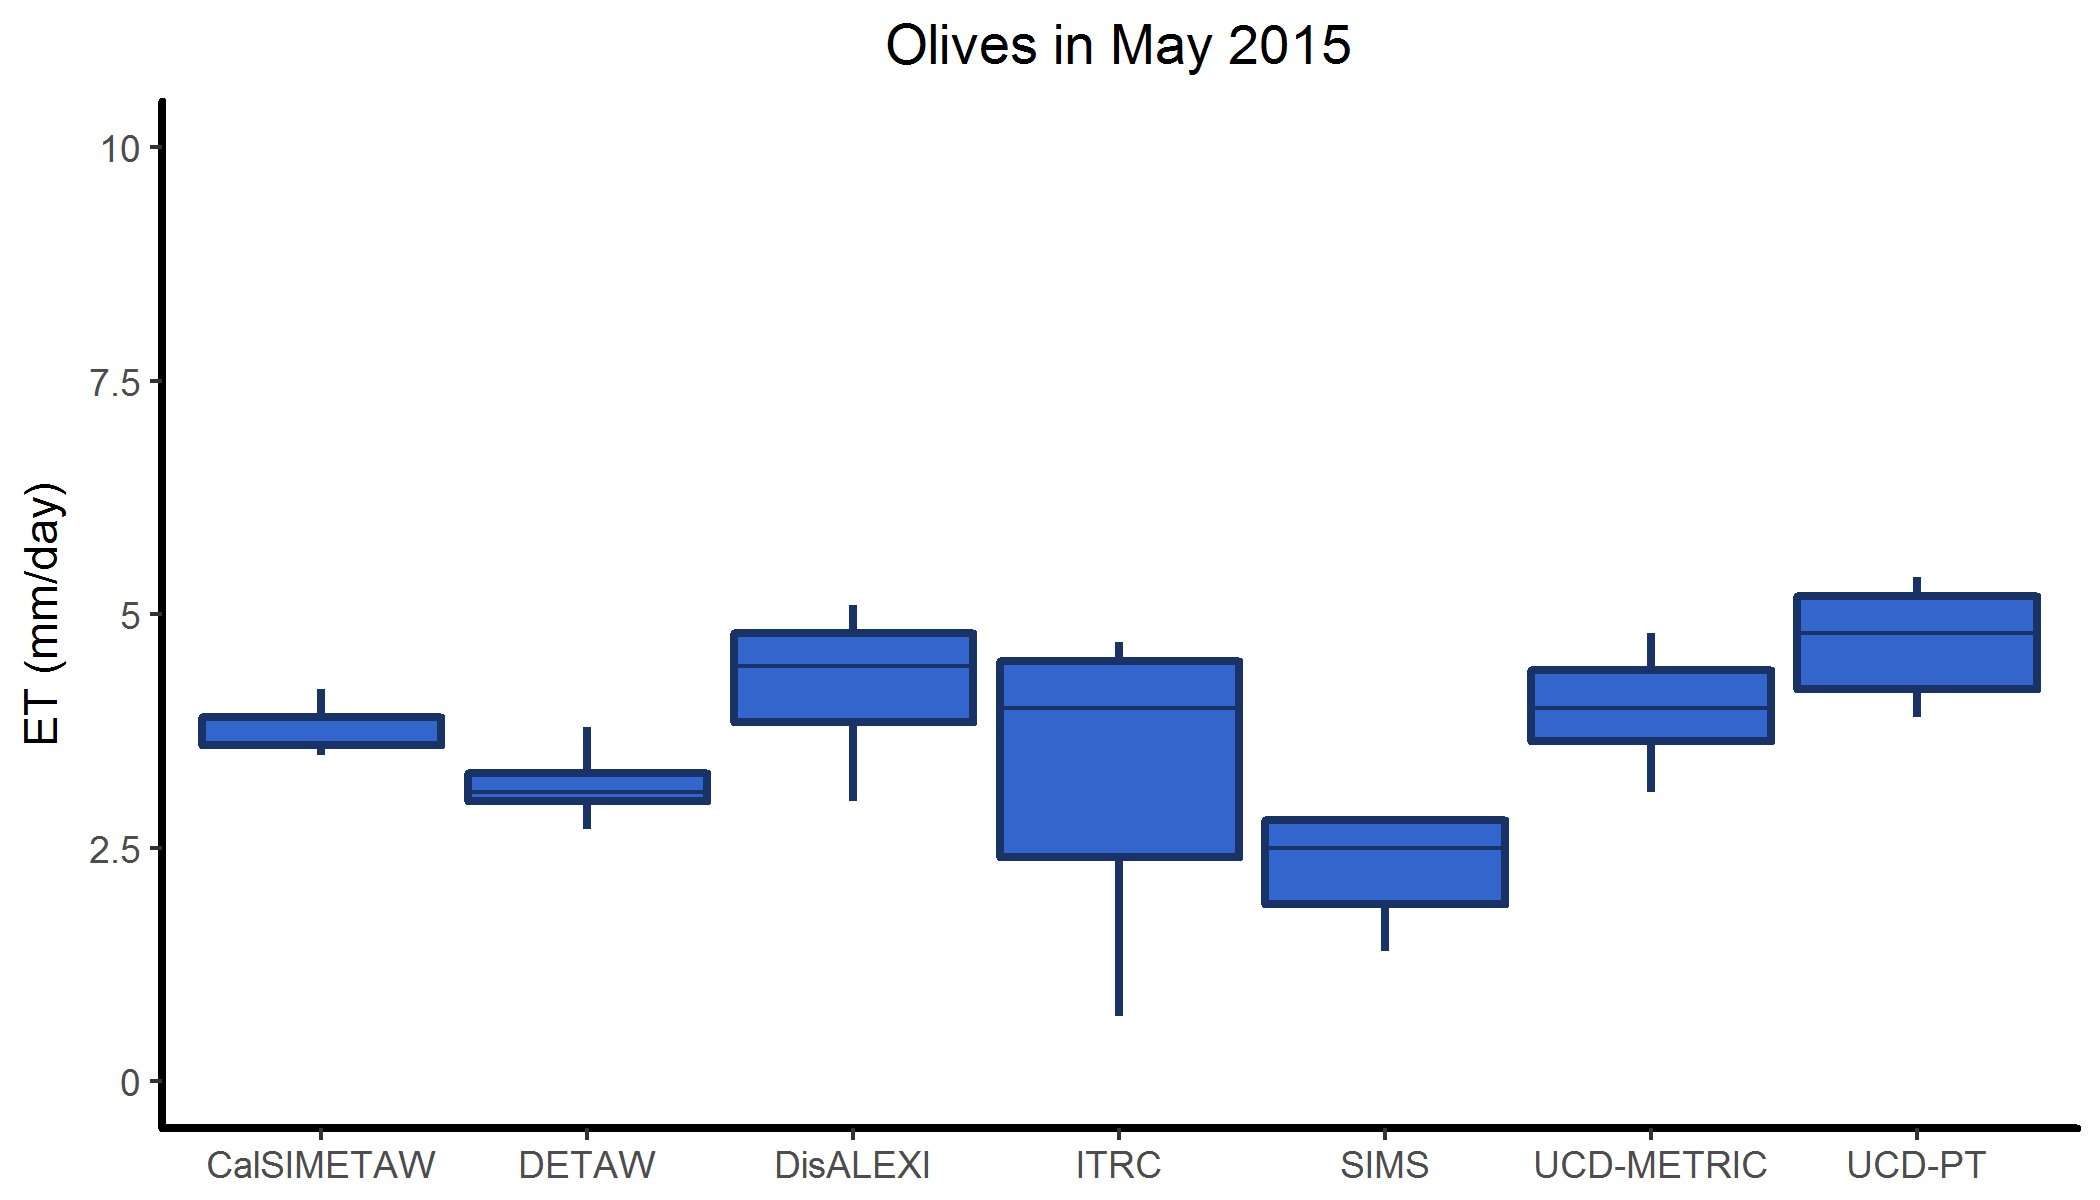 Olives in May 2015
ET (mm/day)
10
7.5
5
2.5
0
CalSIMETAW DETAW DisALEXI ITRC SIMS UCD-METRIC UCD-PT